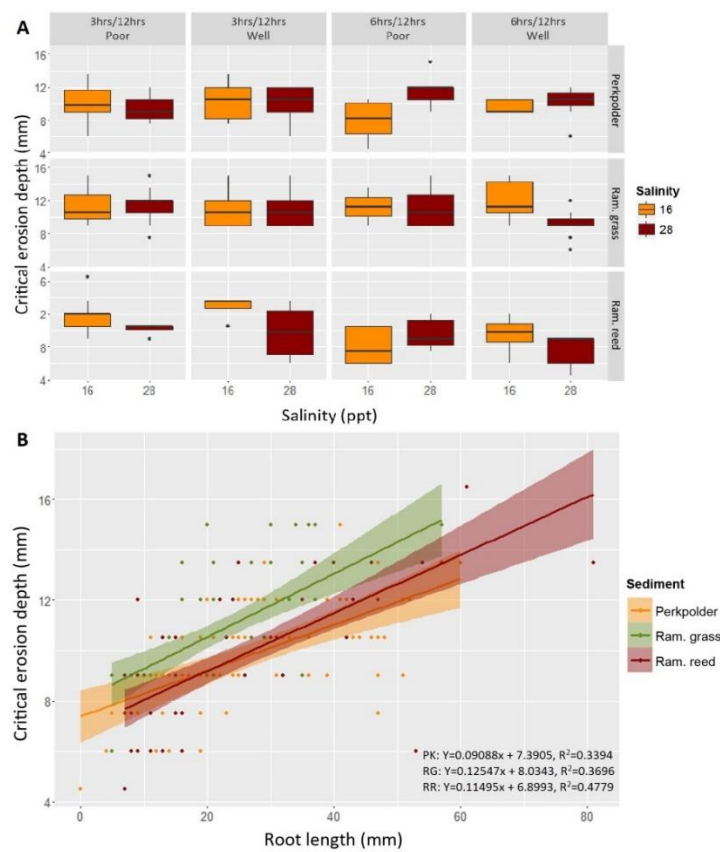 A
3hrs/12hrs 3hrs/12hrs 6hrs/12hrs 6hrs/12hrs
Poor Well Poor Well
Critical erosion depth (mm)
16
12
8
4
Perkpolder
16
12
8
4
Ram. grass
6
2
8
4
Ram. reed
16 28 16 28 16 28 16 28
Salinity (ppt)
Salinity
16
28
B
Critical erosion depth (mm)
16
12
8
4
0 20 40 60 80
Root length (mm)
Sediment
Perkpolder
Ram. grass
Ram. reed
PK: Y=0.09088x + 7.3905, R²=0.3394
RG: Y=0.12547x + 8.0343, R²=0.3696
RR: Y=0.11495x + 6.8993, R²=0.4779